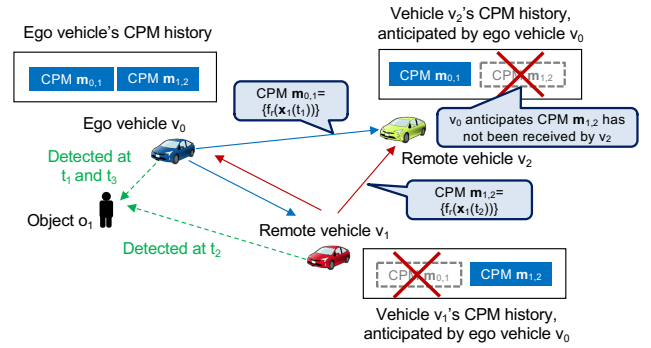 Ego vehicle's CPM history
CPM m0,1
CPM m1,2
Vehicle v2's CPM history,
anticipated by ego vehicle v0
CPM m0,1
CPM m1,2
CPM m0,1=
{fr(x1(t1))}
v0 anticipates CPM m1,2 has
not been received by v2
Ego vehicle v0
Remote vehicle v2
Detected at
t1 and t3
CPM m1,2=
{fr(x1(t2))}
Object o1
Remote vehicle v1
Detected at t2
CPM m0,1
CPM m1,2
Vehicle v1's CPM history,
anticipated by ego vehicle v0